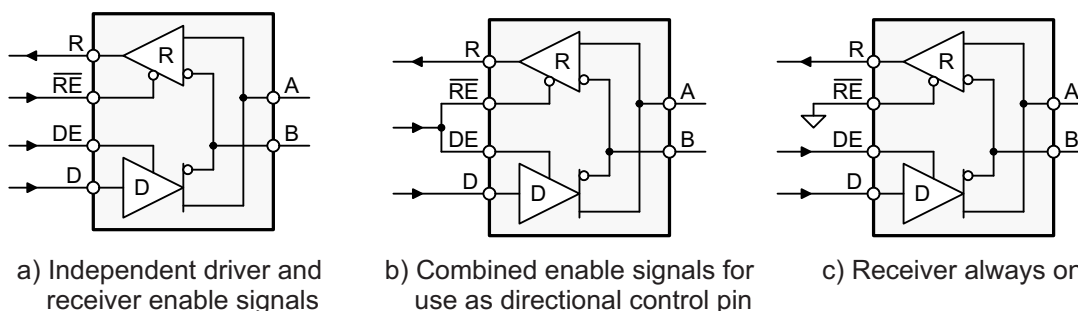 R
R
RE
A
DE
B
D
D
a) Independent driver and
receiver enable signals
R
R
RE
A
DE
B
D
D
b) Combined enable signals for
use as directional control pin
R
R
RE
A
DE
B
D
D
c) Receiver always on